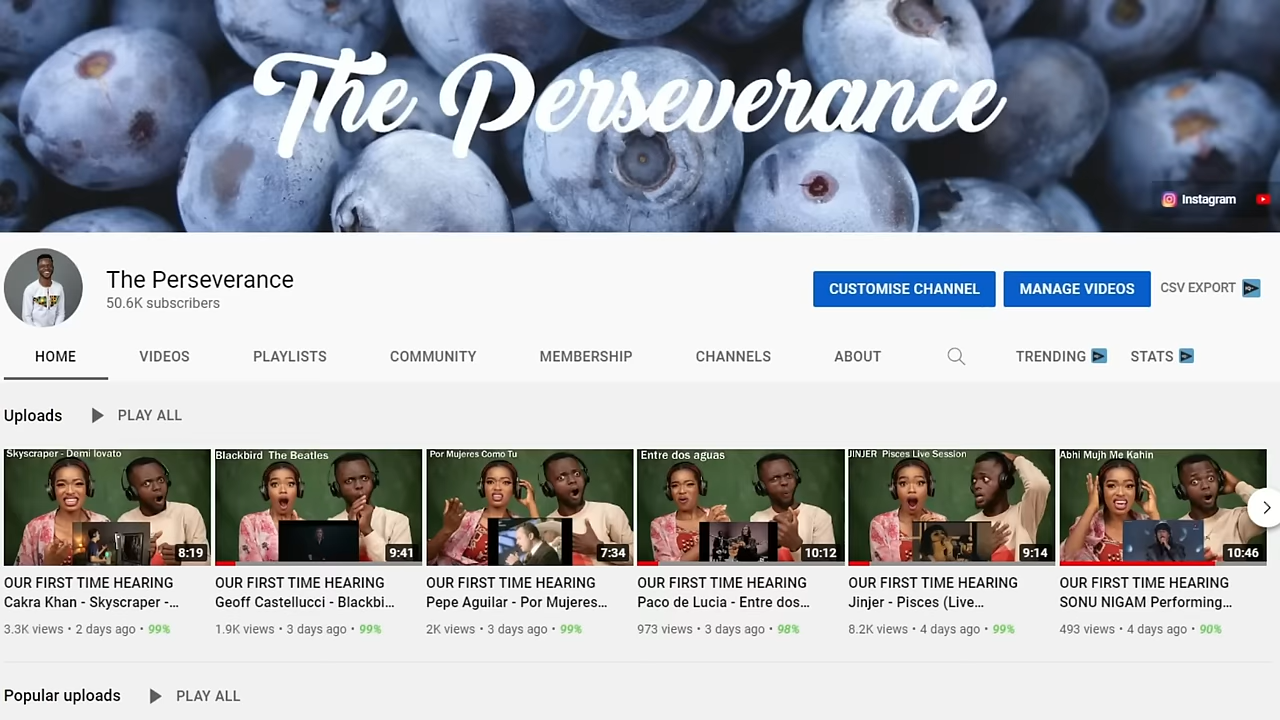 The Perseverance
Instagram
The Perseverance
50.6K subscribers
CUSTOMISE CHANNEL
MANAGE VIDEOS
CSV EXPORT
HOME
VIDEOS
PLAYLISTS
COMMUNITY
MEMBERSHIP
CHANNELS
ABOUT
TRENDING
STATS
Uploads
PLAY ALL
Skyscraper - Demi lovato
8:19
OUR FIRST TIME HEARING
Cakra Khan - Skyscraper -...
3.3K views • 2 days ago • 99%
Blackbird The Beatles
9:41
OUR FIRST TIME HEARING
Geoff Castellucci - Blackbi...
1.9K views • 3 days ago • 99%
Por Mujeres Como Tu
7:34
OUR FIRST TIME HEARING
Pepe Aguilar - Por Mujeres...
2K views • 3 days ago • 99%
Entre dos aguas
10:12
OUR FIRST TIME HEARING
Paco de Lucia - Entre dos...
973 views • 3 days ago • 98%
JINJER Pisces Live Session
9:14
OUR FIRST TIME HEARING
Jinjer - Pisces (Live...
8.2K views • 4 days ago • 99%
Abhi Mujh Me Kahin
10:46
OUR FIRST TIME HEARING
SONU NIGAM Performing...
493 views • 4 days ago • 90%
Popular uploads
PLAY ALL